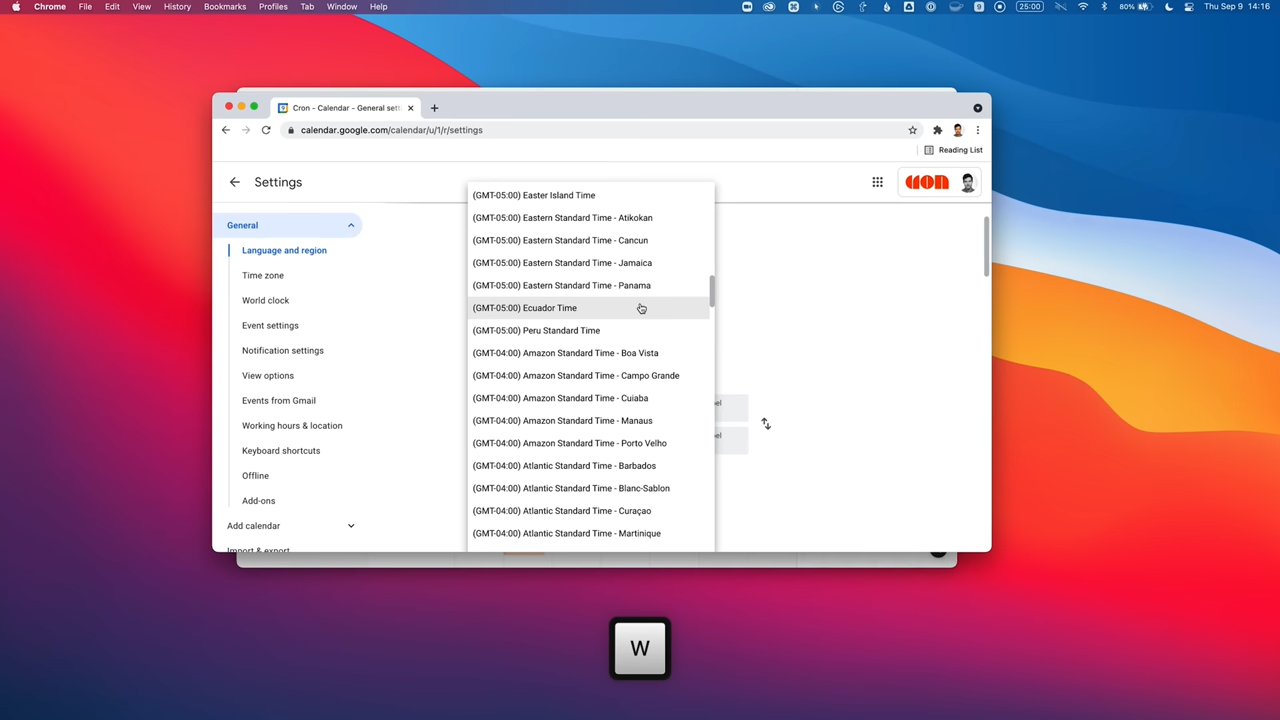 Chrome File Edit View History Bookmarks Profiles Tab Window Help 9 25:00 80% Thu Sep 9 14:16
Cron - Calendar - General sett
calendar.google.com/calendar/u/1/r/settings
Reading List
Settings
cron
General
Language and region
Time zone
World clock
Event settings
Notification settings
View options
Events from Gmail
Working hours & location
Keyboard shortcuts
Offline
Add-ons
Add calendar
Import & export
(GMT-05:00) Easter Island Time
(GMT-05:00) Eastern Standard Time - Atikokan
(GMT-05:00) Eastern Standard Time - Cancun
(GMT-05:00) Eastern Standard Time - Jamaica
(GMT-05:00) Eastern Standard Time - Panama
(GMT-05:00) Ecuador Time
(GMT-05:00) Peru Standard Time
(GMT-04:00) Amazon Standard Time - Boa Vista
(GMT-04:00) Amazon Standard Time - Campo Grande
(GMT-04:00) Amazon Standard Time - Cuiaba
(GMT-04:00) Amazon Standard Time - Manaus
(GMT-04:00) Amazon Standard Time - Porto Velho
(GMT-04:00) Atlantic Standard Time - Barbados
(GMT-04:00) Atlantic Standard Time - Blanc-Sablon
(GMT-04:00) Atlantic Standard Time - Curaçao
(GMT-04:00) Atlantic Standard Time - Martinique
el
el
W